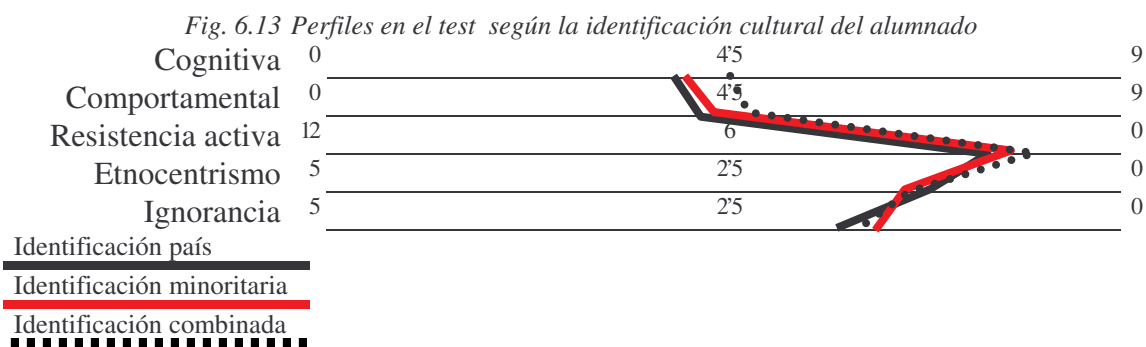 Fig. 6.13 Perfiles en el test según la identificación cultural del alumnado
Cognitiva 0 4'5 9
Comportamental 0 4'5 9
Resistencia activa 12 6 0
Etnocentrismo 5 2'5 0
Ignorancia 5 2'5 0
Identificación país
Identificación minoritaria
Identificación combinada